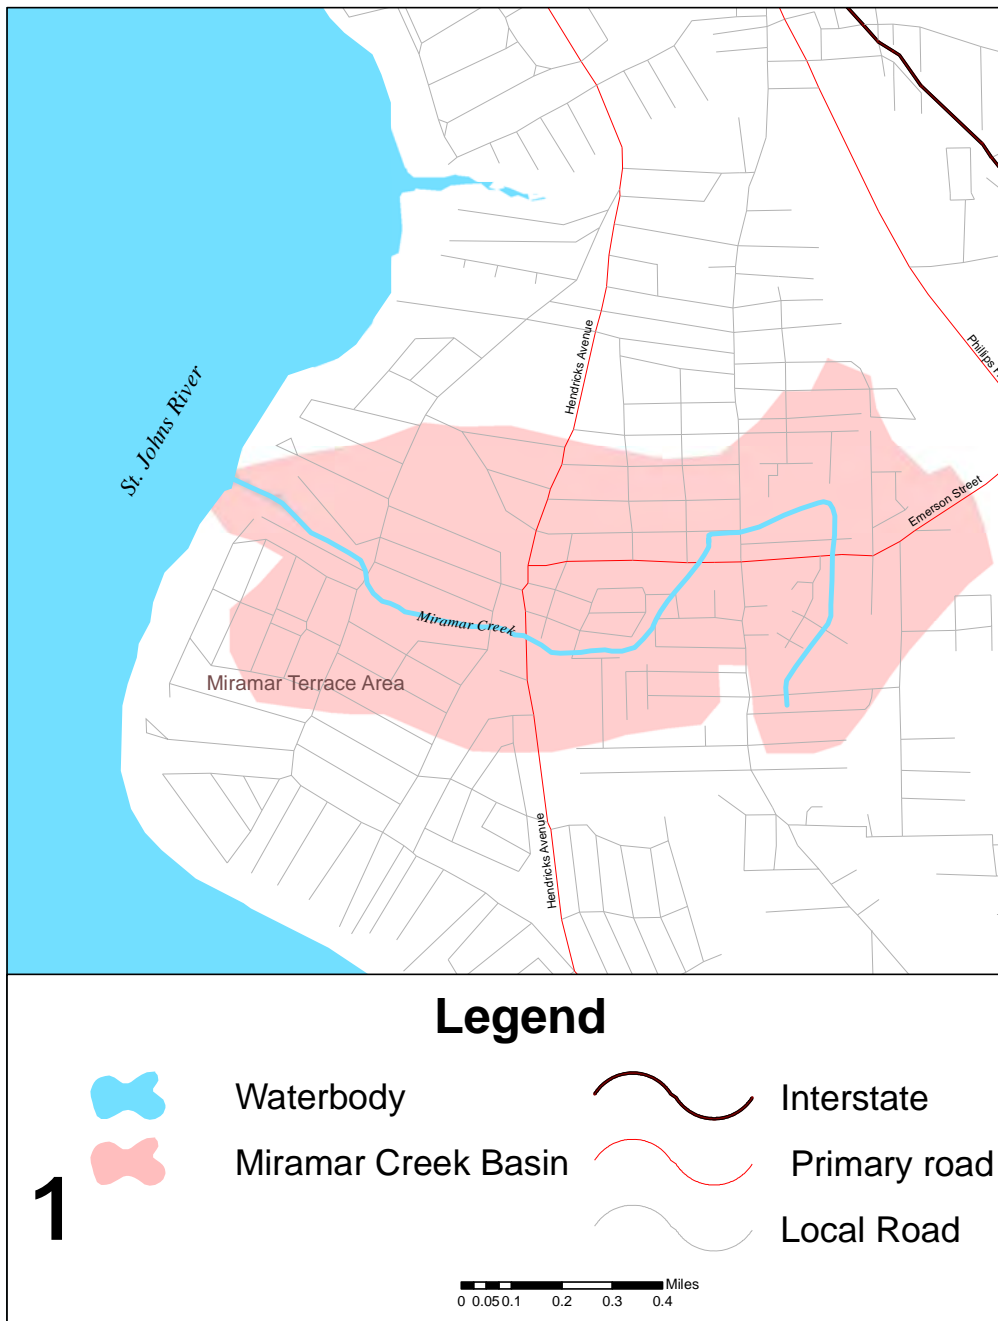 Hendricks Avenue
Phillips
St. Johns River
Emerson Street
Miramar Creek
Miramar Terrace Area
Hendricks Avenue
Legend
Waterbody
Interstate
Miramar Creek Basin
Primary road
1
Local Road
Miles
0 0.05 0.1 0.2 0.3 0.4